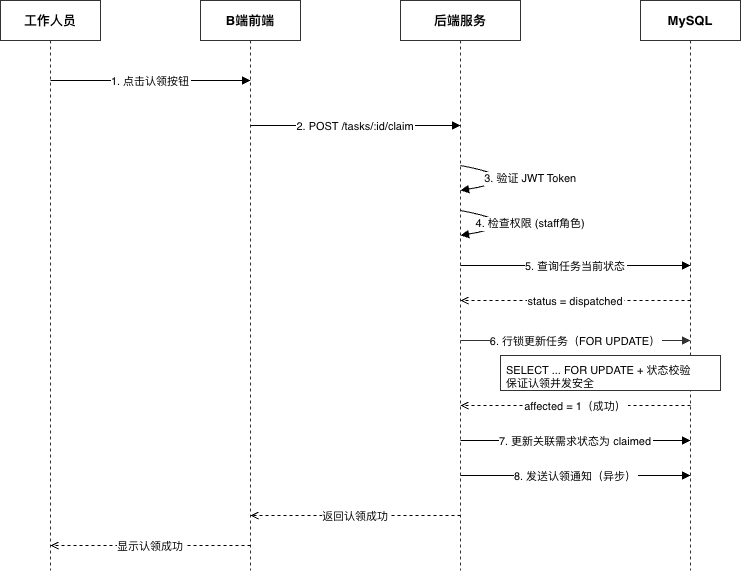 工作人员
B端前端
后端服务
MySQL
1. 点击认领按钮
2. POST /tasks/:id/claim
3. 验证 JWT Token
4. 检查权限 (staff角色)
5. 查询任务当前状态
status = dispatched
6. 行锁更新任务（FOR UPDATE）
SELECT ... FOR UPDATE + 状态校验
保证认领并发安全
affected = 1（成功）
7. 更新关联需求状态为 claimed
8. 发送认领通知（异步）
返回认领成功
显示认领成功